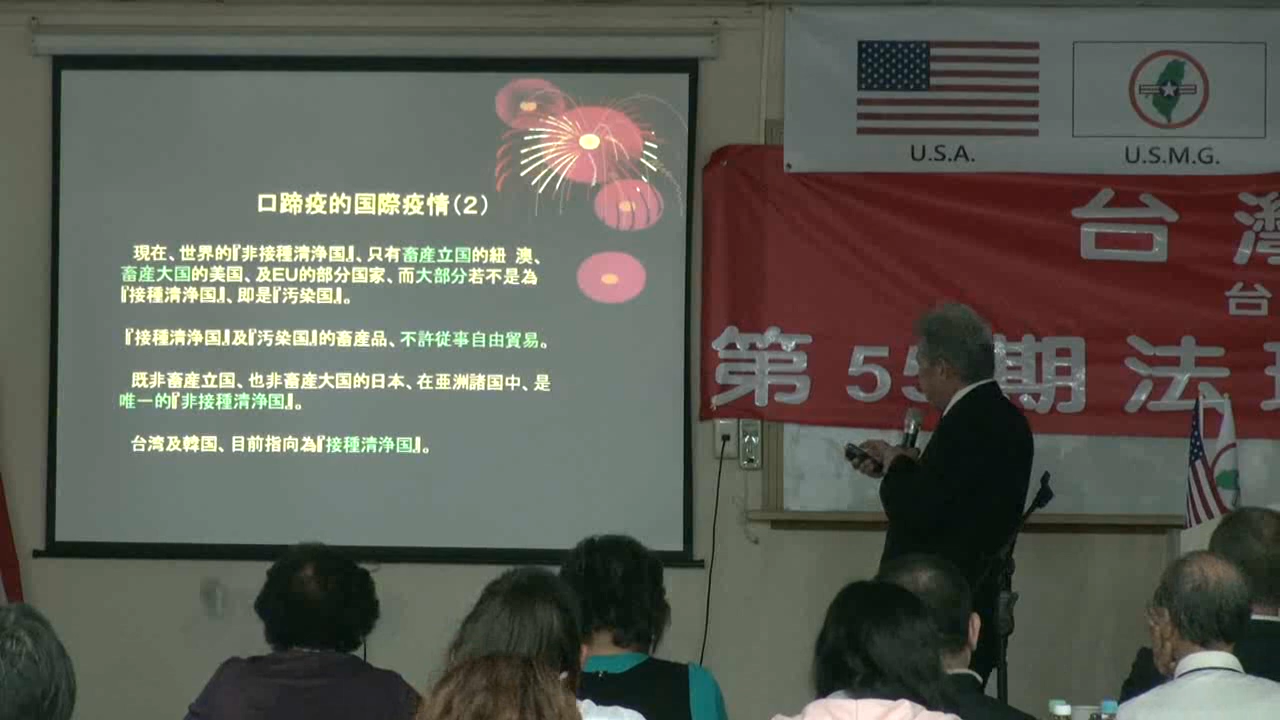 口蹄疫的国際疫情(2)
現在、世界的『非接種清浄国』、只有畜産立国的紐 澳、
畜産大国的美国、及EU的部分国家、而大部分若不是為
『接種清浄国』、即是『汚染国』。
『接種清浄国』及『汚染国』的畜産品、不許従事自由貿易。
既非畜産立国、也非畜産大国的日本、在亜洲諸国中、是
唯一的『非接種清浄国』。
台湾及韓国、目前指向為『接種清浄国』。
U.S.A.
U.S.M.G.
台
台
第55期法